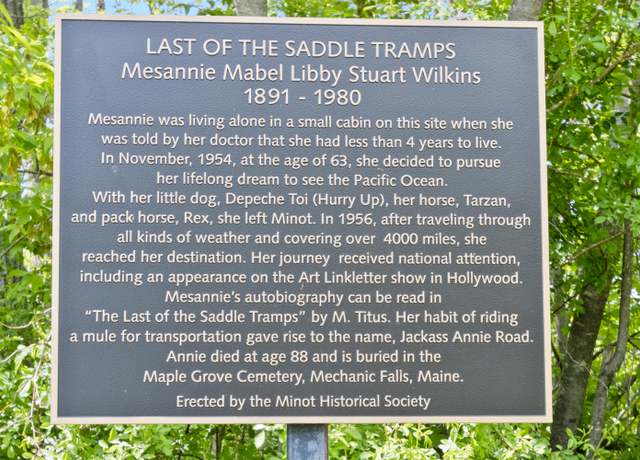 LAST OF THE SADDLE TRAMPS
Mesannie Mabel Libby Stuart Wilkins
1891 - 1980
Mesannie was living alone in a small cabin on this site when she
was told by her doctor that she had less than 4 years to live.
In November, 1954, at the age of 63, she decided to pursue
her lifelong dream to see the Pacific Ocean.
With her little dog, Depeche Toi (Hurry Up), her horse, Tarzan,
and pack horse, Rex, she left Minot. In 1956, after traveling through
all kinds of weather and covering over 4000 miles, she
reached her destination. Her journey received national attention,
including an appearance on the Art Linkletter show in Hollywood.
Mesannie's autobiography can be read in
“The Last of the Saddle Tramps” by M. Titus. Her habit of riding
a mule for transportation gave rise to the name, Jackass Annie Road.
Annie died at age 88 and is buried in the
Maple Grove Cemetery, Mechanic Falls, Maine.
Erected by the Minot Historical Society